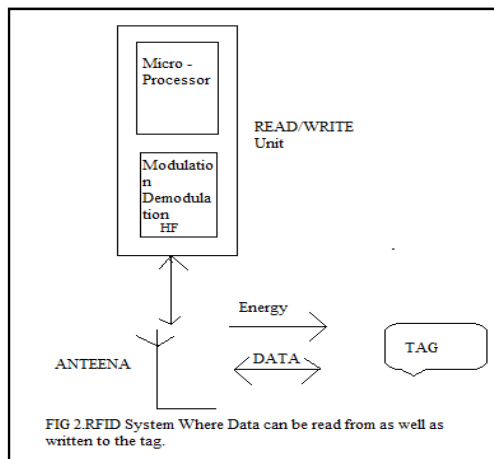 Micro -
Processor
READ/WRITE
Unit
Modulatio
n
Demodula
tion
HF
Energy
ANTEENA
DATA
TAG
FIG 2.RFID System Where Data can be read from as well as
written to the tag.